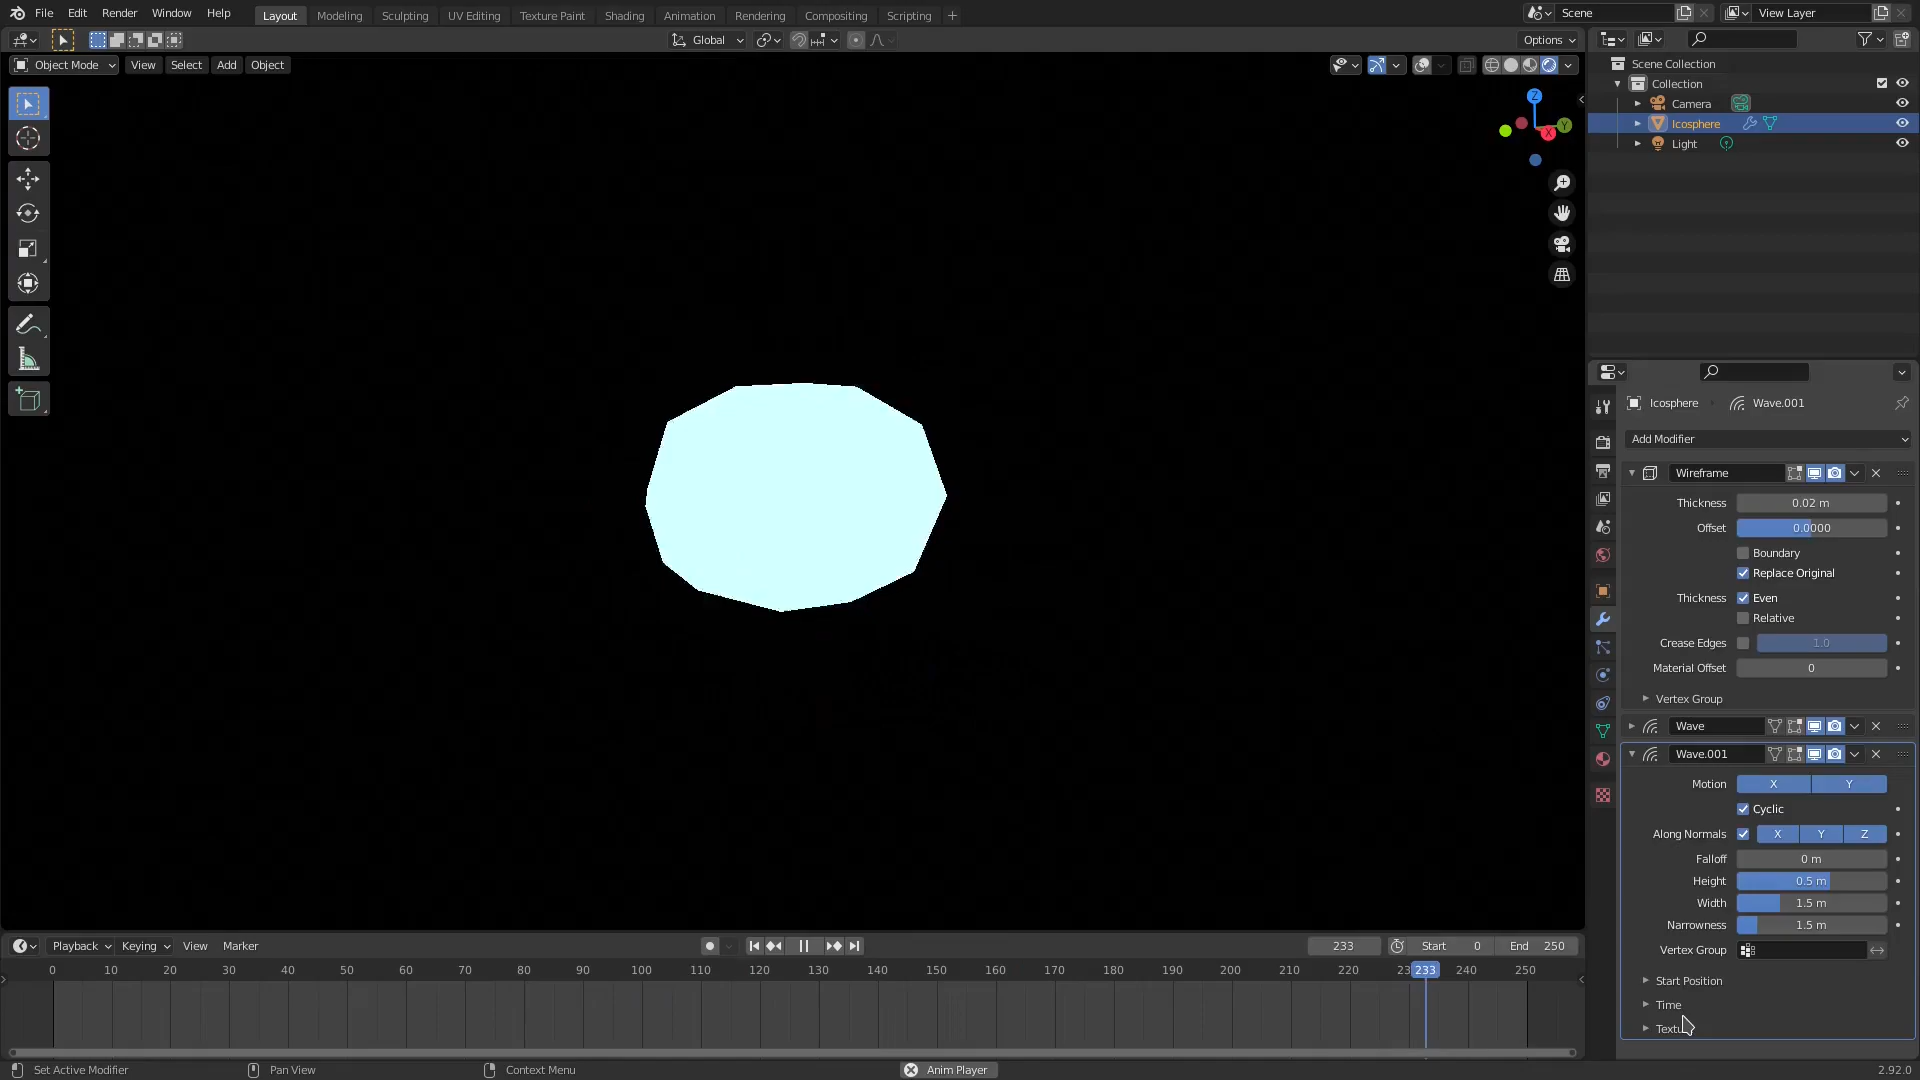 File Edit Render Window Help Layout Modeling Sculpting UV Editing Texture Paint Shading Animation Rendering Compositing Scripting + Scene View Layer
Global Options
Object Mode View Select Add Object
Z
Y
X
Scene Collection
Collection
Camera
Icosphere
Light
Icosphere Wave.001
Add Modifier
Wireframe
Thickness 0.02 m
Offset 0.0000
Boundary
Replace Original
Thickness Even
Relative
Crease Edges 1.0
Material Offset 0
Vertex Group
Wave
Wave.001
Motion X Y
Cyclic
Along Normals X Y Z
Falloff 0 m
Height 0.5 m
Width 1.5 m
Narrowness 1.5 m
Vertex Group
Start Position
Time
Playback Keying View Marker 233 Start 0 End 250
0 10 20 30 40 50 60 70 80 90 100 110 120 130 140 150 160 170 180 190 200 210 220 233 240 250
Set Active Modifier Pan View Context Menu Anim Player 2.92.0